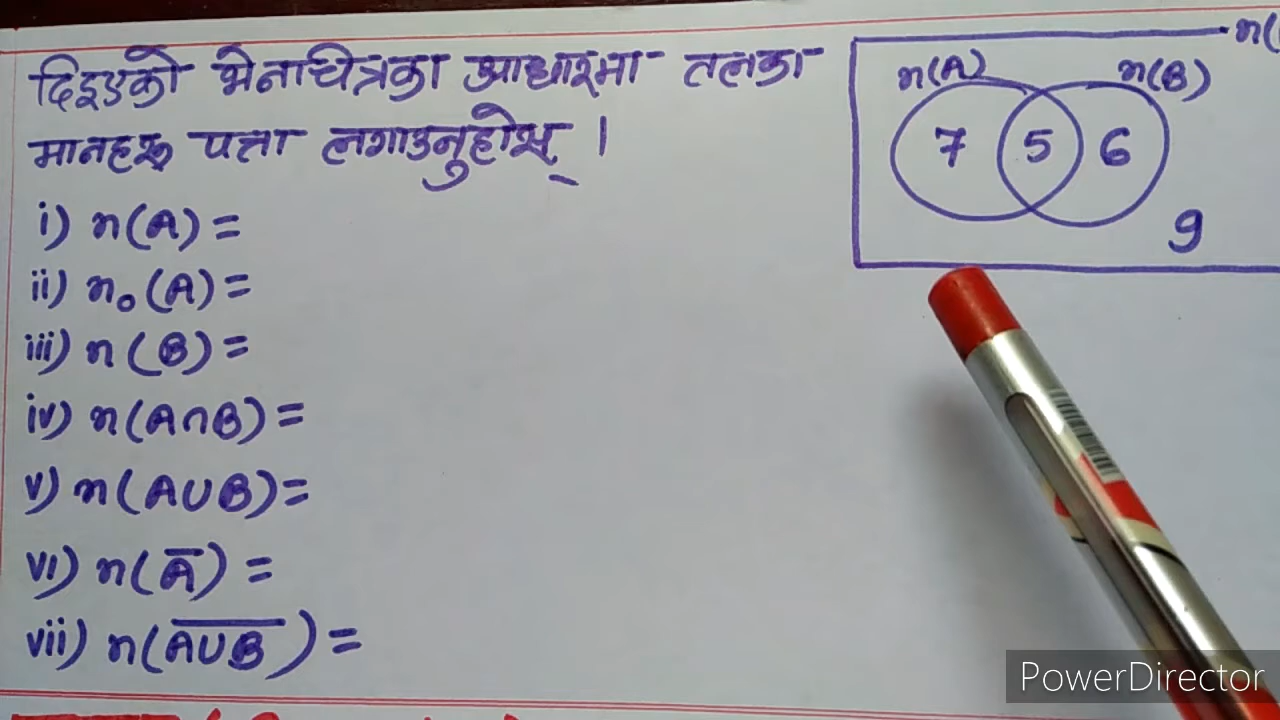 दिइएको भेनाचित्रका आधारमा तलका
मानहरू पत्ता लगाउनुहोस् ।
i) n(A) =
ii) n₀(A) =
iii) n(B) =
iv) n(A∩B) =
v) n(A∪B) =
vi) n(A̅) =
vii) n(A̅∪̅B̅) =
n(
n(A) n(B)
7 5 6
9
PowerDirector